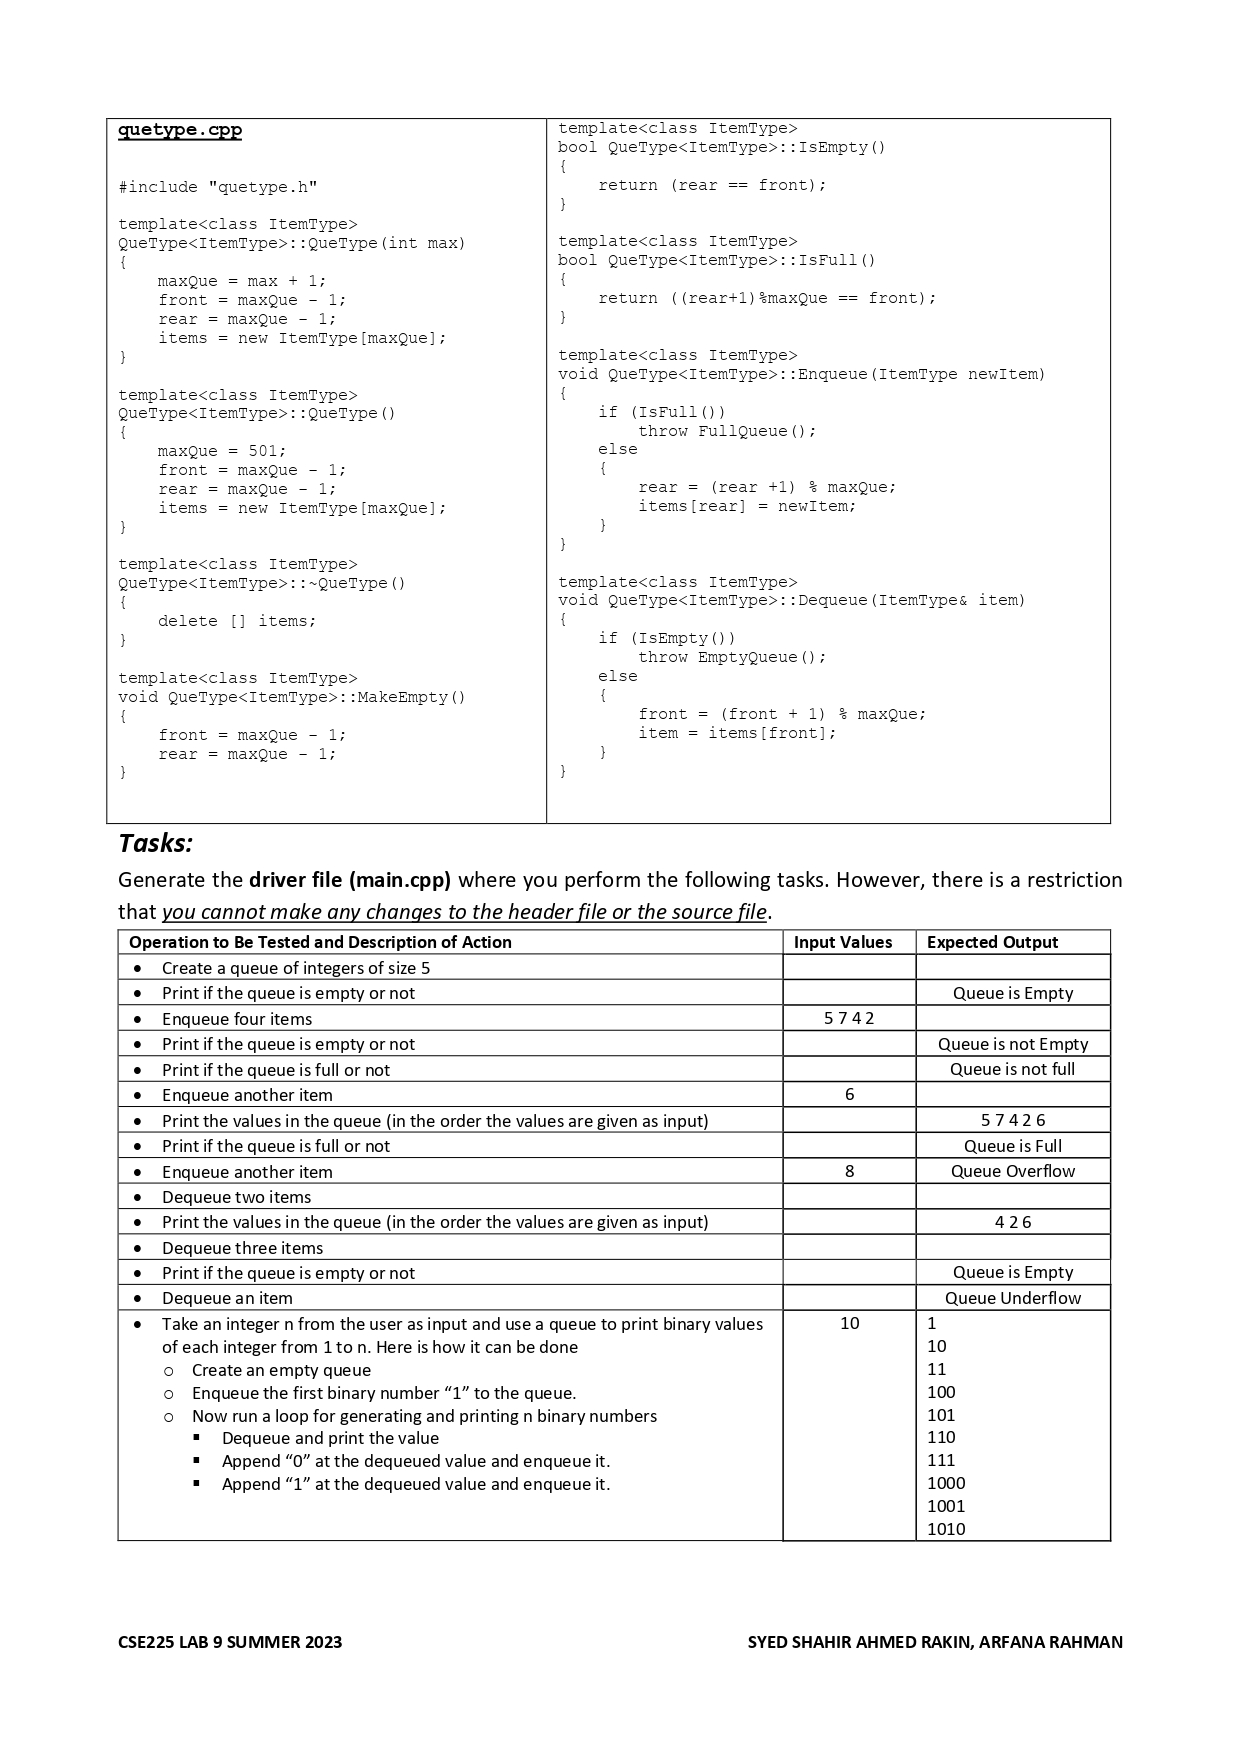 quetype.cpp
#include "quetype.h"
template<class ItemType>
QueType<ItemType>::QueType(int max)
{
    maxQue = max + 1;
    front = maxQue - 1;
    rear = maxQue - 1;
    items = new ItemType[maxQue];
}
template<class ItemType>
QueType<ItemType>::QueType()
{
    maxQue = 501;
    front = maxQue - 1;
    rear = maxQue - 1;
    items = new ItemType[maxQue];
}
template<class ItemType>
QueType<ItemType>::~QueType()
{
    delete [] items;
}
template<class ItemType>
void QueType<ItemType>::MakeEmpty()
{
    front = maxQue - 1;
    rear = maxQue - 1;
}
template<class ItemType>
bool QueType<ItemType>::IsEmpty()
{
    return (rear == front);
}
template<class ItemType>
bool QueType<ItemType>::IsFull()
{
    return ((rear+1)%maxQue == front);
}
template<class ItemType>
void QueType<ItemType>::Enqueue(ItemType newItem)
{
    if (IsFull())
        throw FullQueue();
    else
    {
        rear = (rear +1) % maxQue;
        items[rear] = newItem;
    }
}
template<class ItemType>
void QueType<ItemType>::Dequeue(ItemType& item)
{
    if (IsEmpty())
        throw EmptyQueue();
    else
    {
        front = (front + 1) % maxQue;
        item = items[front];
    }
}
Tasks:
Generate the driver file (main.cpp) where you perform the following tasks. However, there is a restriction
that you cannot make any changes to the header file or the source file.
Operation to Be Tested and Description of Action Input Values Expected Output
• Create a queue of integers of size 5
• Print if the queue is empty or not Queue is Empty
• Enqueue four items 5 7 4 2
• Print if the queue is empty or not Queue is not Empty
• Print if the queue is full or not Queue is not full
• Enqueue another item 6
• Print the values in the queue (in the order the values are given as input) 5 7 4 2 6
• Print if the queue is full or not Queue is Full
• Enqueue another item 8 Queue Overflow
• Dequeue two items
• Print the values in the queue (in the order the values are given as input) 4 2 6
• Dequeue three items
• Print if the queue is empty or not Queue is Empty
• Dequeue an item Queue Underflow
• Take an integer n from the user as input and use a queue to print binary values 10 1
of each integer from 1 to n. Here is how it can be done 10
○ Create an empty queue 11
○ Enqueue the first binary number “1” to the queue. 100
○ Now run a loop for generating and printing n binary numbers 101
▪ Dequeue and print the value 110
▪ Append “0” at the dequeued value and enqueue it. 111
▪ Append “1” at the dequeued value and enqueue it. 1000
1001
1010
CSE225 LAB 9 SUMMER 2023 SYED SHAHIR AHMED RAKIN, ARFANA RAHMAN